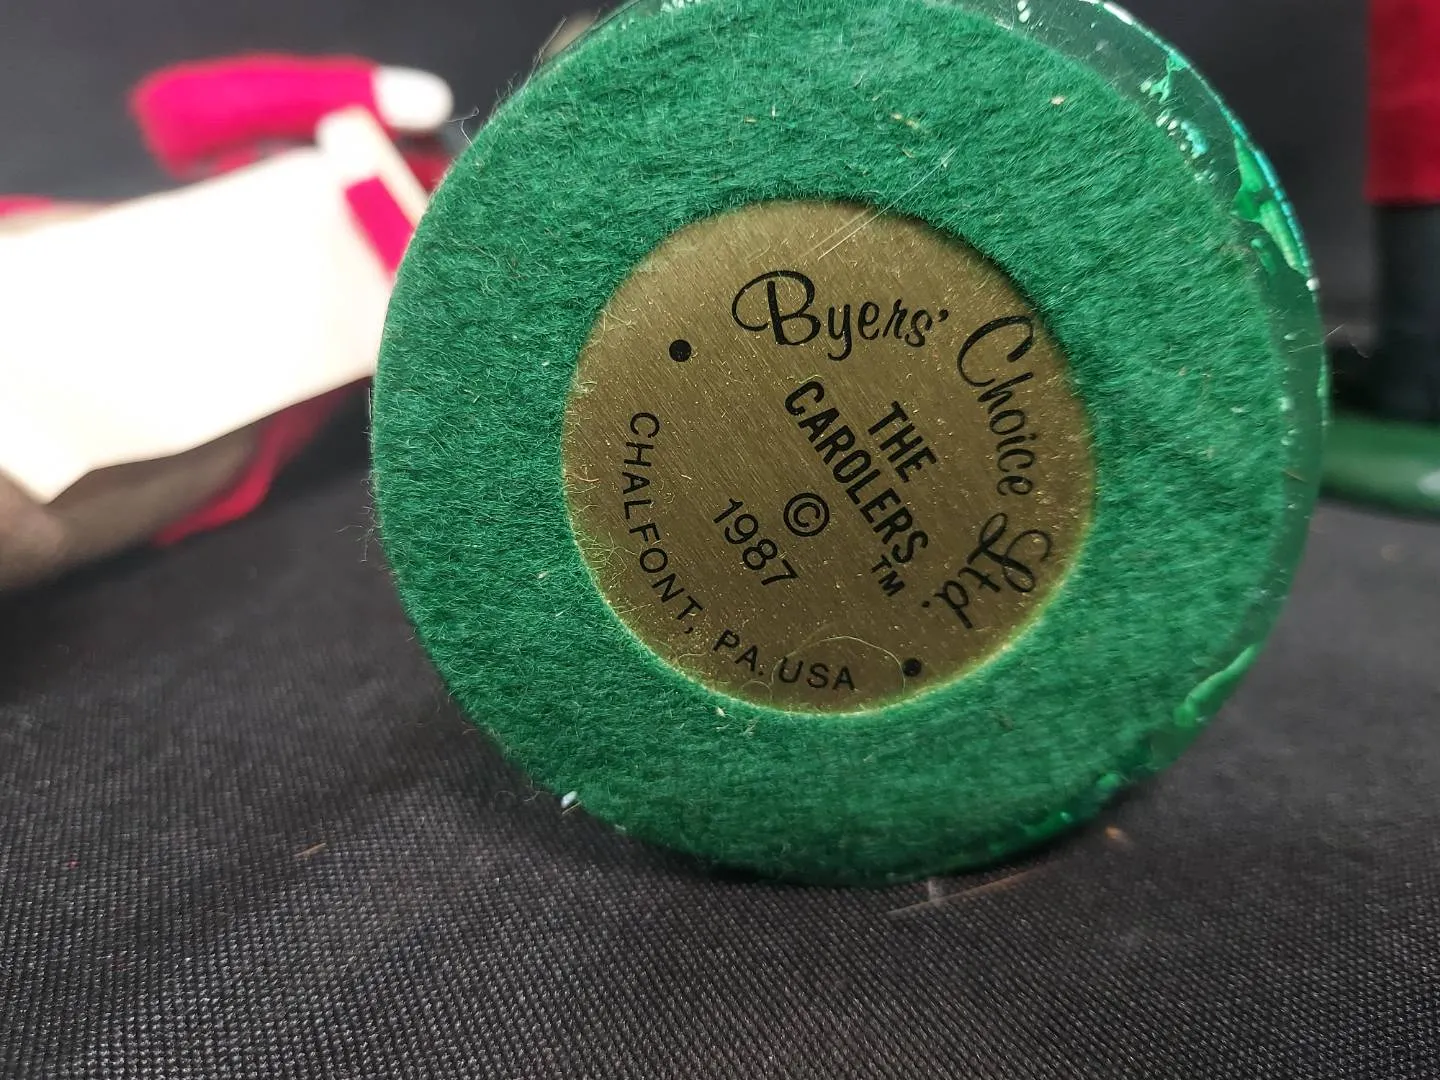 Byers' Choice Ltd.
THE
CAROLERS™
©
1987
CHALFONT, PA. USA